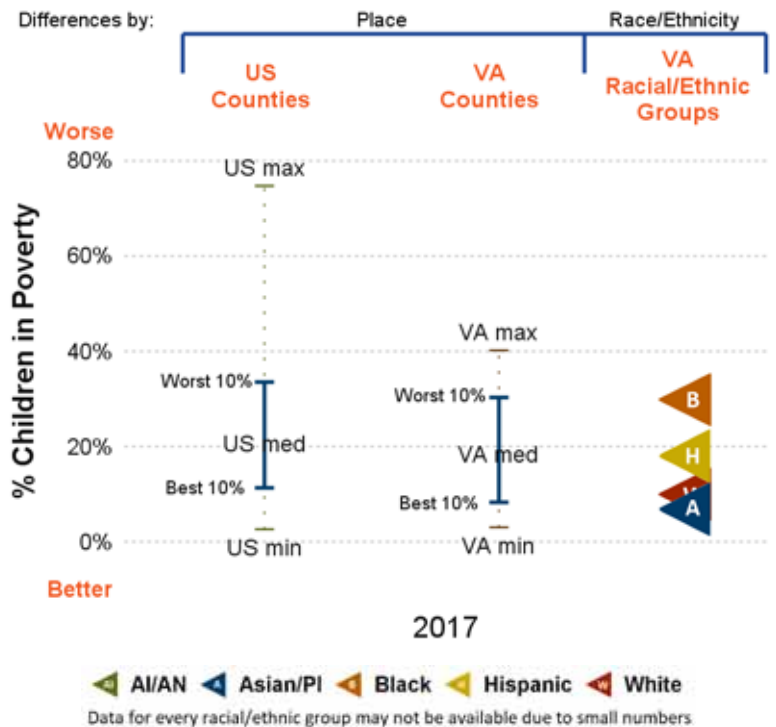 Differences by: Place Race/Ethnicity
US Counties
VA Counties
VA Racial/Ethnic Groups
Worse
80%
US max
60%
% Children in Poverty
40%
VA max
Worst 10%
Worst 10%
B
20%
US med
VA med
H
Best 10%
Best 10%
A
0%
US min
VA min
Better
2017
AI/AN A Asian/PI B Black H Hispanic W White
Data for every racial/ethnic group may not be available due to small numbers